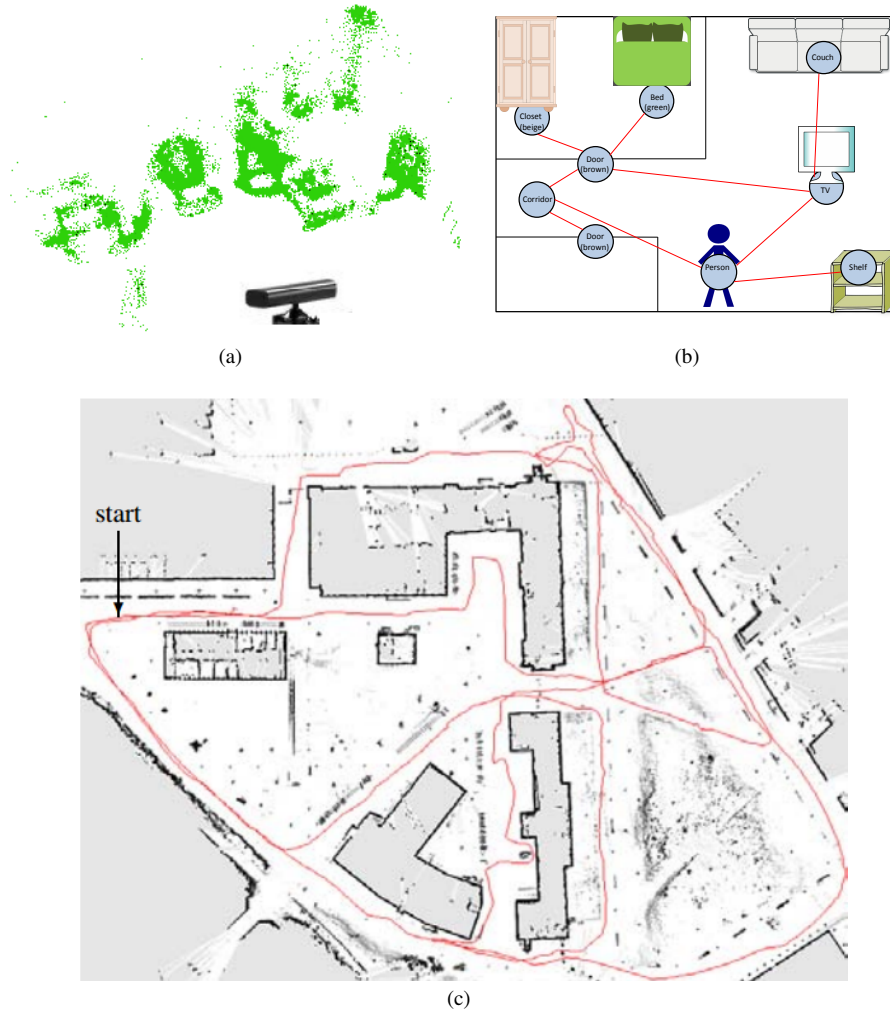 (a)
Couch
Closet
(beige)
Bed
(green)
Door
(brown)
TV
Corridor
Door
(brown)
Person
Shelf
(b)
start
(c)